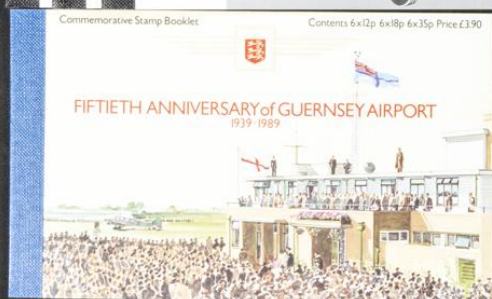 Commemorative Stamp Booklet
Contents 6x12p 6x18p 6x35p Price £3.90
FIFTIETH ANNIVERSARY of GUERNSEY AIRPORT
1939-1989